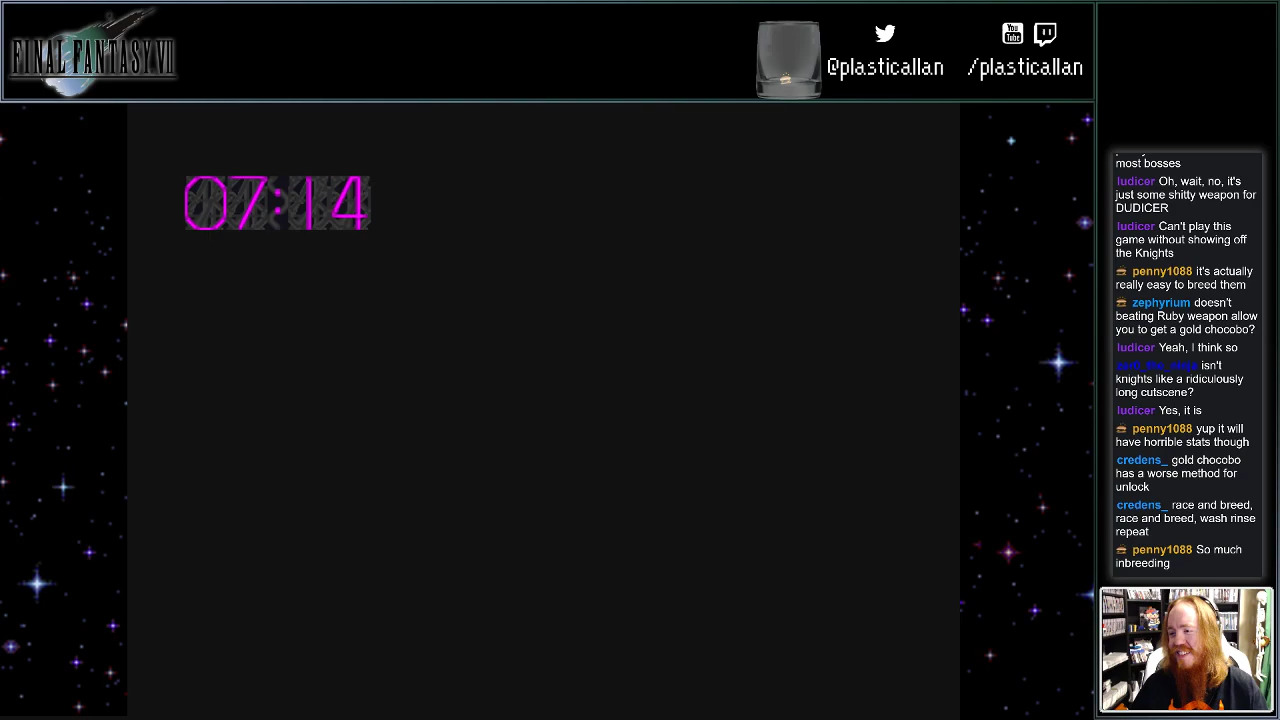 FINAL FANTASY VII
@plasticallan
You Tube
/plasticallan
07:14
most bosses
ludicer Oh, wait, no, it's
just some shitty weapon for
DUDICER
ludicer Can't play this
game without showing off
the Knights
penny1088 it's actually
really easy to breed them
zephyrium doesn't
beating Ruby weapon allow
you to get a gold chocobo?
ludicer Yeah, I think so
isn't
knights like a ridiculously
long cutscene?
ludicer Yes, it is
penny1088 yup it will
have horrible stats though
credens_ gold chocobo
has a worse method for
unlock
credens_ race and breed,
race and breed, wash rinse
repeat
penny1088 So much
inbreeding